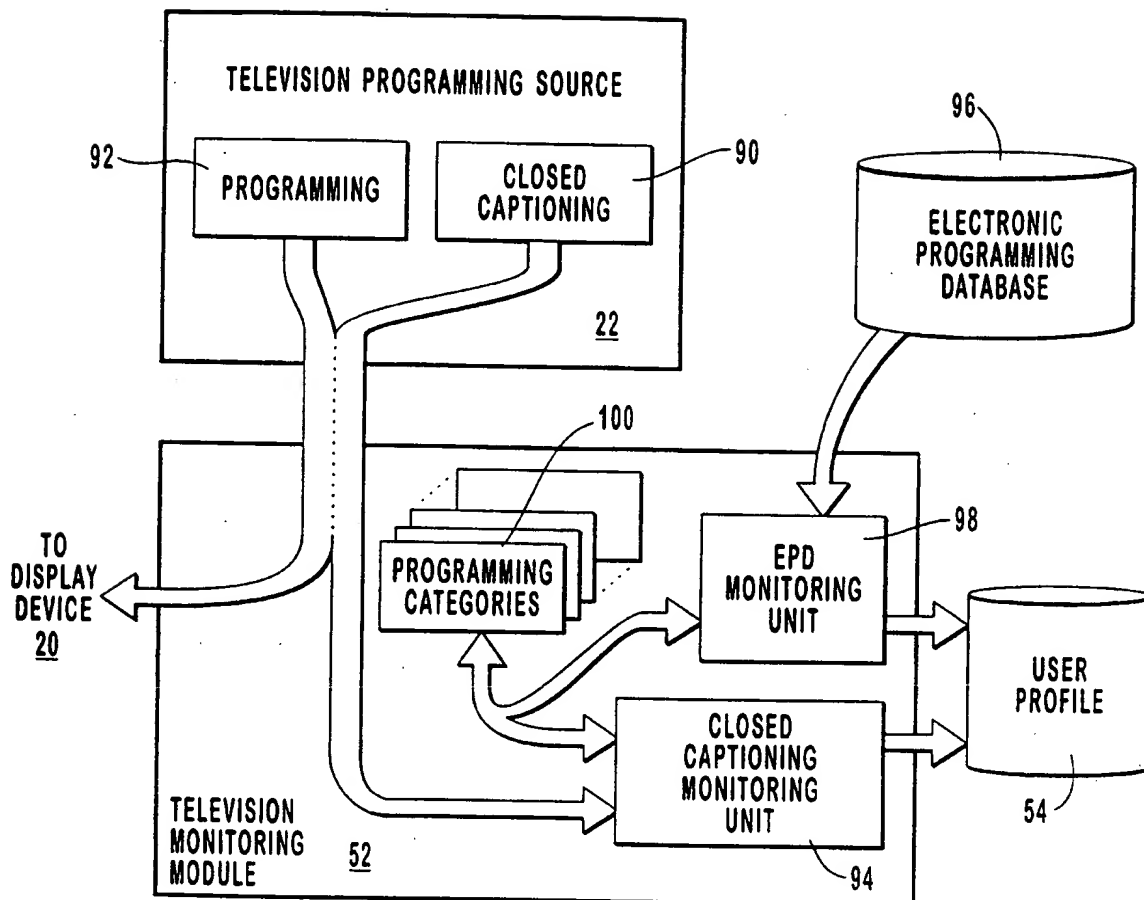 TELEVISION PROGRAMMING SOURCE
92
PROGRAMMING
CLOSED
CAPTIONING
90
22
96
ELECTRONIC
PROGRAMMING
DATABASE
100
PROGRAMMING
CATEGORIES
98
EPD
MONITORING
UNIT
TO
DISPLAY
DEVICE
20
USER
PROFILE
54
CLOSED
CAPTIONING
MONITORING
UNIT
94
TELEVISION
MONITORING
MODULE
52